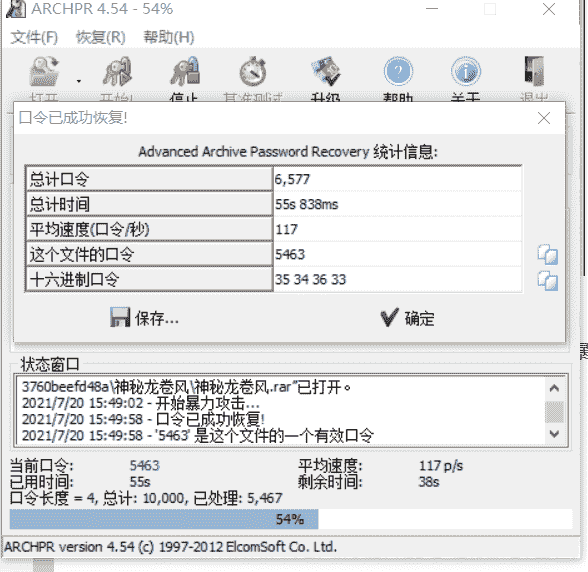 ARCHPR 4.54 - 54%
文件(F) 恢复(R) 帮助(H)
打开 开始! 停止 基准测试 升级 帮助 关于 退出
口令已成功恢复!
Advanced Archive Password Recovery 统计信息:
总计口令 6,577
总计时间 55s 838ms
平均速度(口令/秒) 117
这个文件的口令 5463
十六进制口令 35 34 36 33
保存... 确定
状态窗口
3760beefd48a\神秘龙卷风\神秘龙卷风.rar"已打开。
2021/7/20 15:49:02 - 开始暴力攻击...
2021/7/20 15:49:58 - 口令已成功恢复!
2021/7/20 15:49:58 - '5463' 是这个文件的一个有效口令
当前口令: 5463 平均速度: 117 p/s
已用时间: 55s 剩余时间: 38s
口令长度 = 4, 总计: 10,000, 已处理: 5,467
54%
ARCHPR version 4.54 (c) 1997-2012 ElcomSoft Co. Ltd.